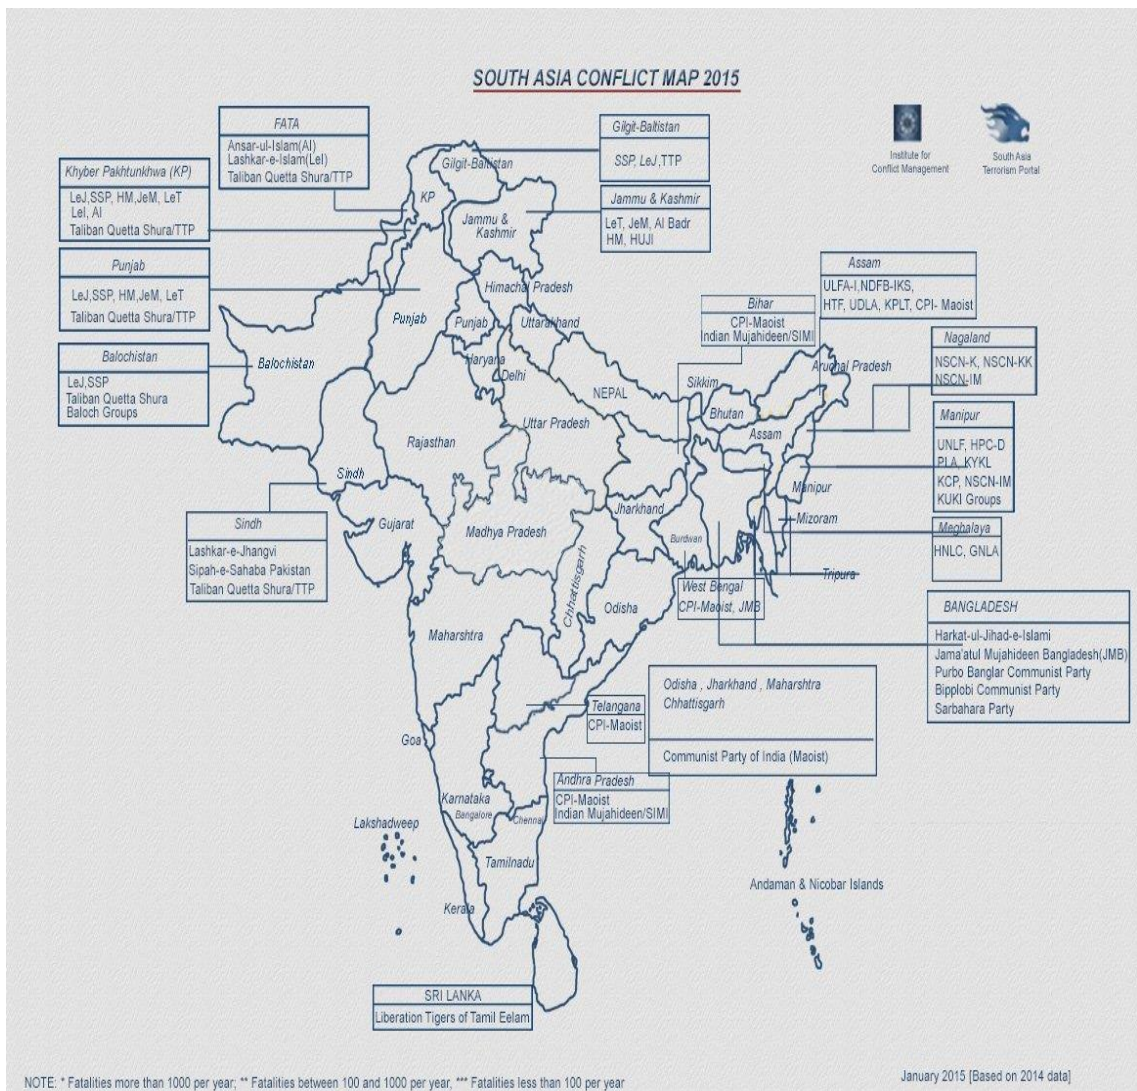 SOUTH ASIA CONFLICT MAP 2015
Institute for
Conflict Management
South Asia
Terrorism Portal
FATA
Ansar-ul-Islam(AI)
Lashkar-e-Islam(LeI)
Taliban Quetta Shura/TTP
Gilgit-Baltistan
SSP, LeJ ,TTP
Khyber Pakhtunkhwa (KP)
LeJ,SSP, HM,JeM, LeT
LeI, AI
Taliban Quetta Shura/TTP
Jammu & Kashmir
LeT, JeM, Al Badr
HM, HUJI
Punjab
LeJ,SSP, HM,JeM, LeT
Taliban Quetta Shura/TTP
Assam
ULFA-I,NDFB-IKS,
HTF, UDLA, KPLT, CPI- Maoist
Bihar
CPI-Maoist
Indian Mujahideen/SIMI
Nagaland
NSCN-K, NSCN-KK
NSCN-IM
Balochistan
LeJ,SSP
Taliban Quetta Shura
Baloch Groups
Manipur
UNLF, HPC-D
PLA, KYKL
KCP, NSCN-IM
KUKI Groups
Sindh
Lashkar-e-Jhangvi
Sipah-e-Sahaba Pakistan
Taliban Quetta Shura/TTP
Meghalaya
HNLC, GNLA
West Bengal
CPI-Maoist, JMB
BANGLADESH
Harkat-ul-Jihad-e-Islami
Jama'atul Mujahideen Bangladesh(JMB)
Purbo Banglar Communist Party
Bipplobi Communist Party
Sarbahara Party
Odisha , Jharkhand , Maharshtra
Chhattisgarh
Communist Party of India (Maoist)
Telangana
CPI-Maoist
Andhra Pradesh
CPI-Maoist
Indian Mujahideen/SIMI
SRI LANKA
Liberation Tigers of Tamil Eelam
Gilgit-Baltistan
KP
Jammu &
Kashmir
Himachal Pradesh
Punjab
Punjab
Uttarakhand
Balochistan
Haryana
Delhi
NEPAL
Sikkim
Bhutan
Aruchal Pradesh
Assam
Rajasthan
Uttar Pradesh
Sindh
Manipur
Jharkhand
Mizoram
Gujarat
Madhya Pradesh
Burdwan
Tripura
Chhattisgarh
Odisha
Maharshtra
Goa
Karnataka
Bangalore
Chennai
Lakshadweep
Tamilnadu
Kerala
Andaman & Nicobar Islands
NOTE: * Fatalities more than 1000 per year; ** Fatalities between 100 and 1000 per year, *** Fatalities less than 100 per year
January 2015 [Based on 2014 data]